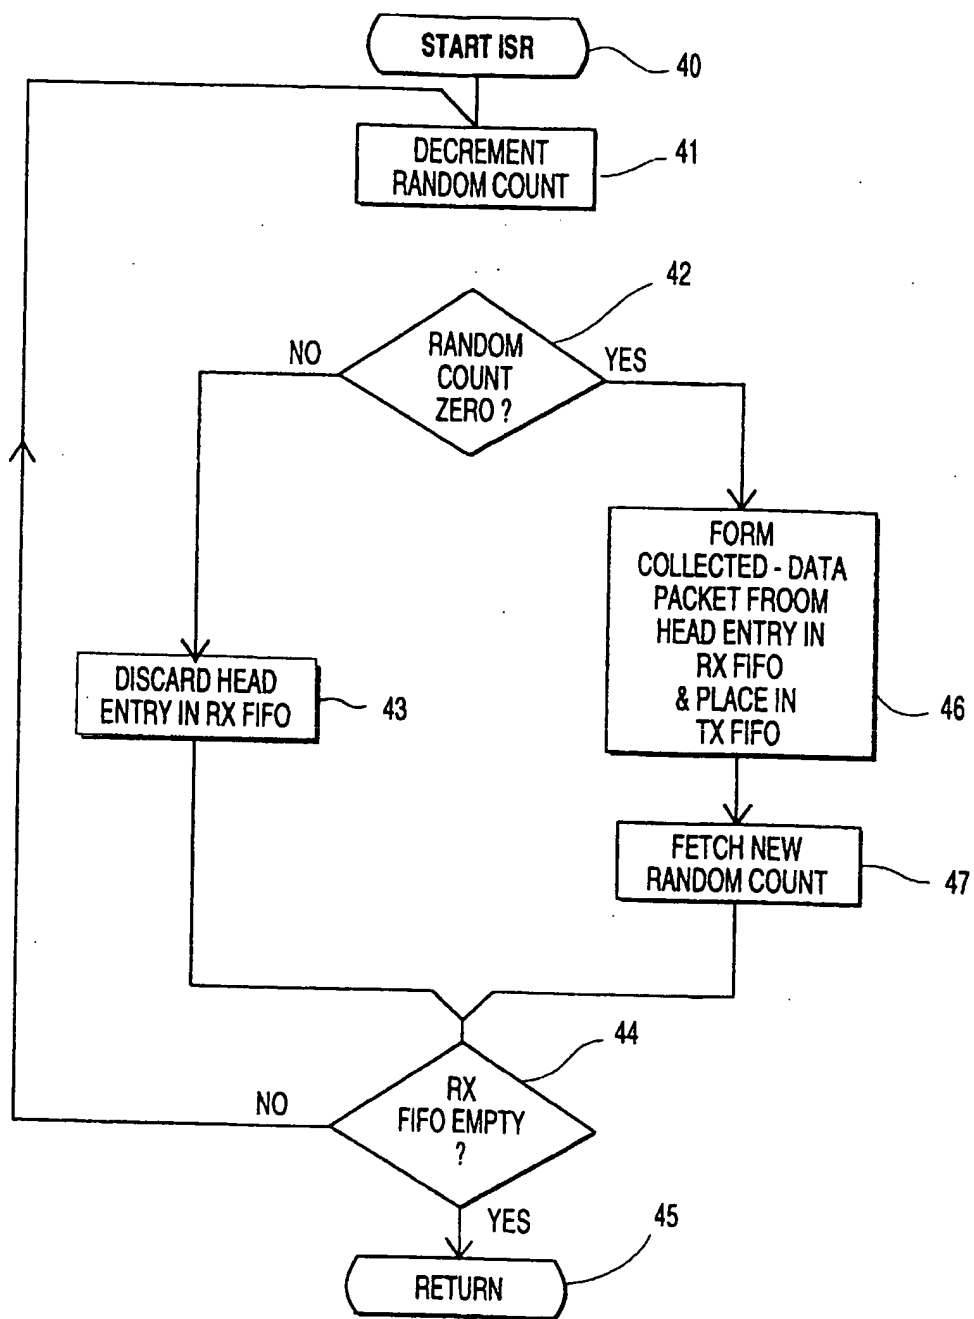 START ISR
40
DECREMENT
RANDOM COUNT
41
42
RANDOM
COUNT
ZERO ?
NO
YES
FORM
COLLECTED - DATA
PACKET FROOM
HEAD ENTRY IN
RX FIFO
& PLACE IN
TX FIFO
46
DISCARD HEAD
ENTRY IN RX FIFO
43
FETCH NEW
RANDOM COUNT
47
44
RX
FIFO EMPTY
?
NO
YES
45
RETURN